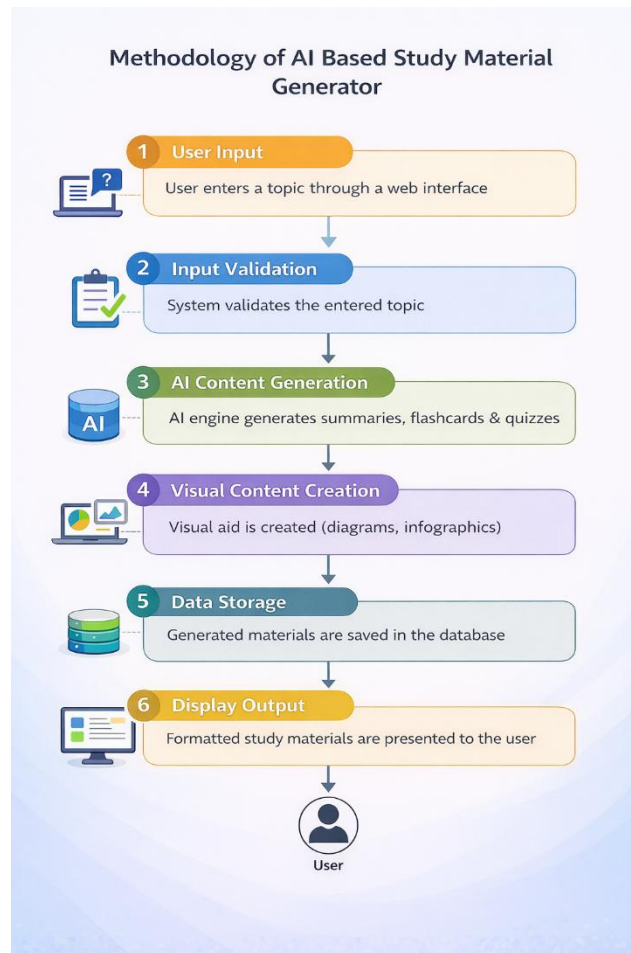 Methodology of AI Based Study Material
Generator
1 User Input
?
User enters a topic through a web interface
2 Input Validation
System validates the entered topic
3 AI Content Generation
AI
AI engine generates summaries, flashcards & quizzes
4 Visual Content Creation
Visual aid is created (diagrams, infographics)
5 Data Storage
Generated materials are saved in the database
6 Display Output
Formatted study materials are presented to the user
User